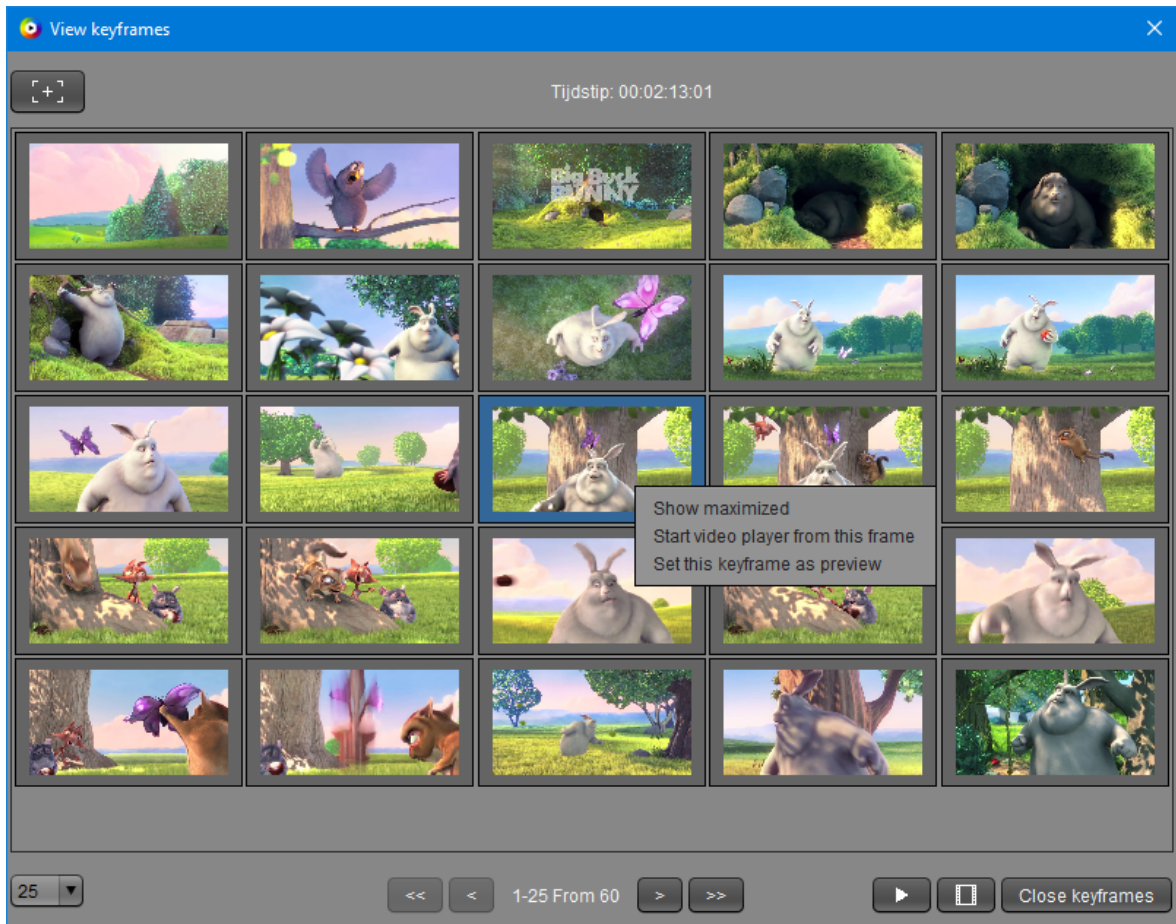 View keyframes
Tijdstip: 00:02:13:01
Big Buck
BUNNY
Show maximized
Start video player from this frame
Set this keyframe as preview
25
<<
<
1-25 From 60
>
>>
Close keyframes